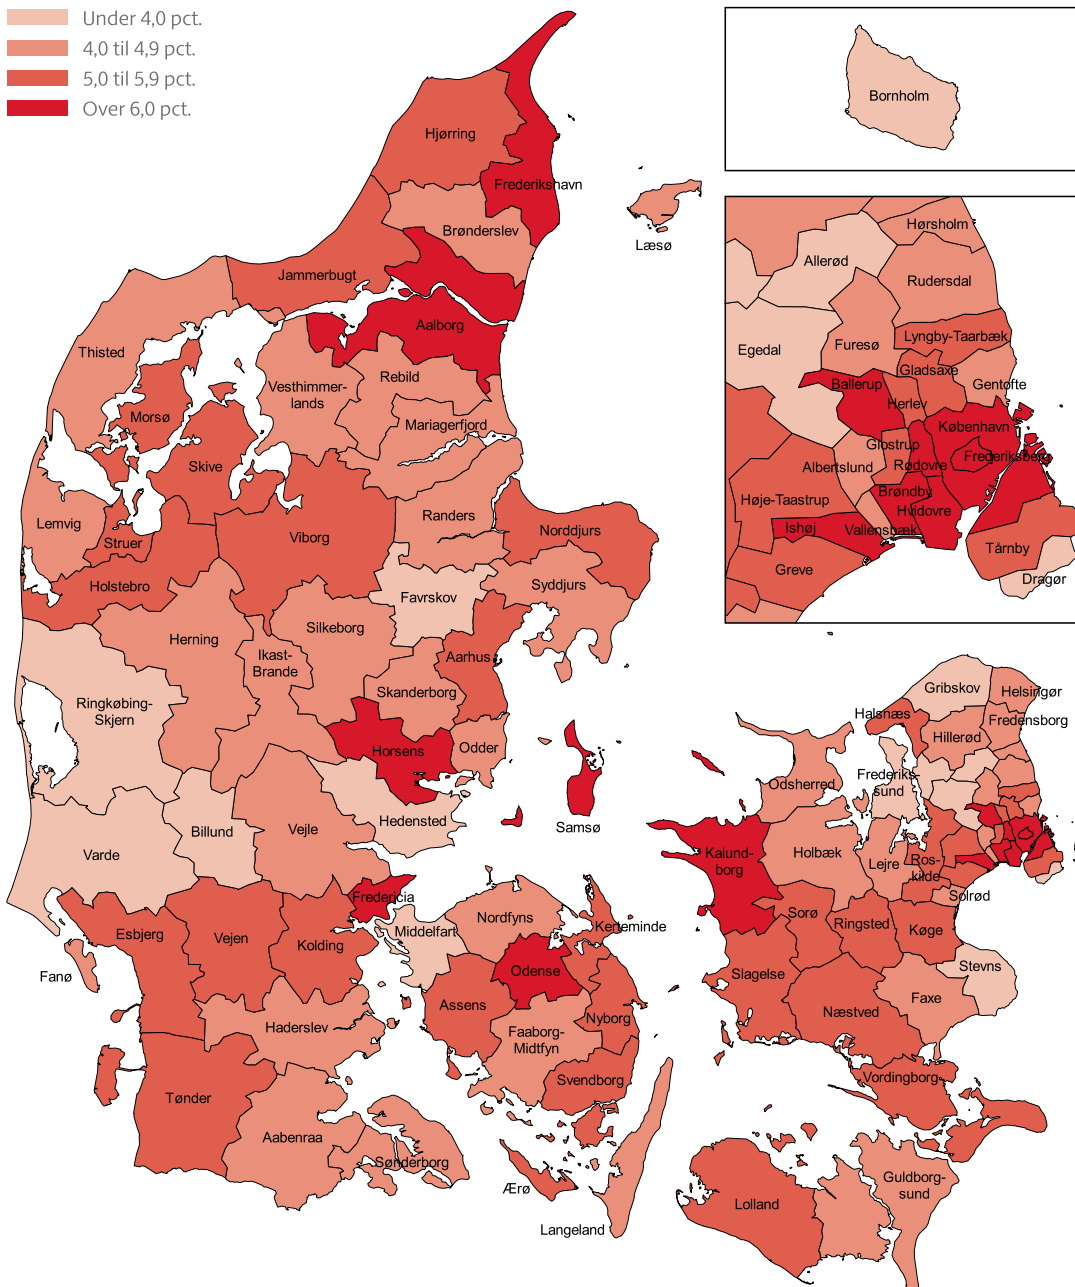 Under 4,0 pct.
4,0 til 4,9 pct.
5,0 til 5,9 pct.
Over 6,0 pct.
Bornholm
Hjørring
Frederikshavn
Brønderslev
Læsø
Jammerbugt
Aalborg
Thisted
Vesthimmer-
lands
Rebild
Morsø
Mariagerfjord
Skive
Lemvig
Struer
Viborg
Randers
Norddjurs
Holstebro
Favrskov
Syddjurs
Herning
Silkeborg
Ikast-
Brande
Aarhus
Skanderborg
Ringkøbing-
Skjern
Horsens
Odder
Hedensted
Samsø
Billund
Vejle
Varde
Fredericia
Esbjerg
Vejen
Kolding
Middelfart
Nordfyns
Kerteminde
Fanø
Odense
Assens
Nyborg
Haderslev
Faaborg-
Midtfyn
Svendborg
Tønder
Aabenraa
Sønderborg
Ærø
Langeland
Hørsholm
Allerød
Rudersdal
Egedal
Furesø
Lyngby-Taarbæk
Gladsaxe
Gentofte
Ballerup
Herlev
København
Glostrup
Frederiksberg
Albertslund
Rødovre
Høje-Taastrup
Brøndby
Hvidovre
Ishøj
Vallensbæk
Tårnby
Greve
Dragør
Gribskov
Helsingør
Halsnæs
Fredensborg
Hillerød
Odsherred
Frederiks-
sund
Kalund-
borg
Holbæk
Lejre
Ros-
kilde
Solrød
Sorø
Ringsted
Køge
Slagelse
Stevns
Faxe
Næstved
Vordingborg
Guldborg-
sund
Lolland